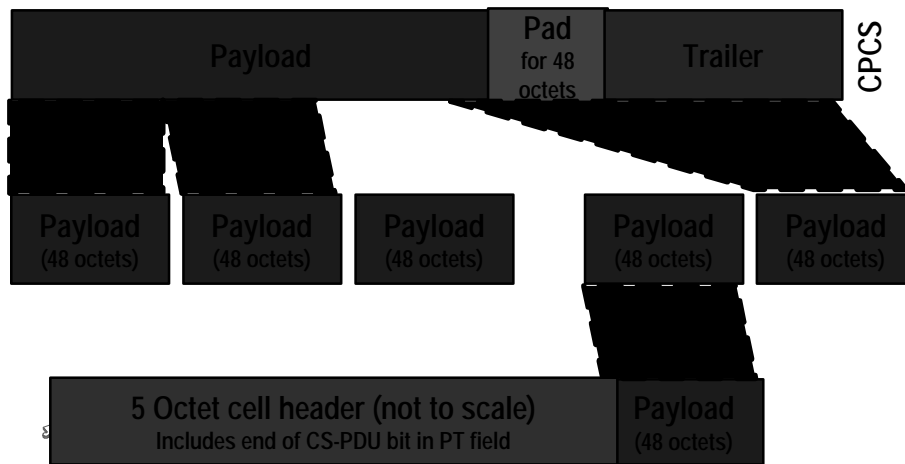 Payload
Pad
for 48
octets
Trailer
CPCS
Payload
(48 octets)
Payload
(48 octets)
Payload
(48 octets)
Payload
(48 octets)
Payload
(48 octets)
5 Octet cell header (not to scale)
Includes end of CS-PDU bit in PT field
Payload
(48 octets)